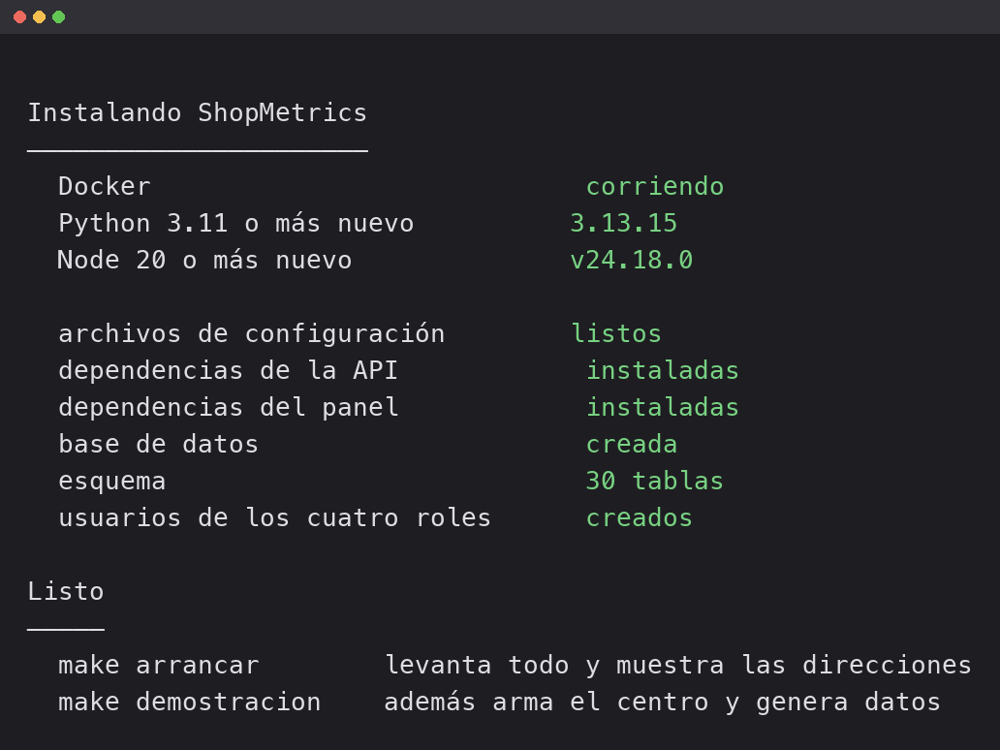 Instalando ShopMetrics
Docker corriendo
Python 3.11 o más nuevo 3.13.15
Node 20 o más nuevo v24.18.0
archivos de configuración listos
dependencias de la API instaladas
dependencias del panel instaladas
base de datos creada
esquema 30 tablas
usuarios de los cuatro roles creados
Listo
make arrancar levanta todo y muestra las direcciones
make demostracion además arma el centro y genera datos